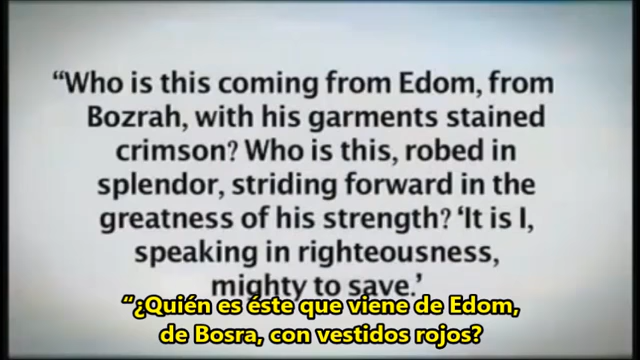 “Who is this coming from Edom, from
Bozrah, with his garments stained
crimson? Who is this, robed in
splendor, striding forward in the
greatness of his strength? ‘It is I,
speaking in righteousness,
mighty to save.’
“¿Quién es éste que viene de Edom,
de Bosra, con vestidos rojos?